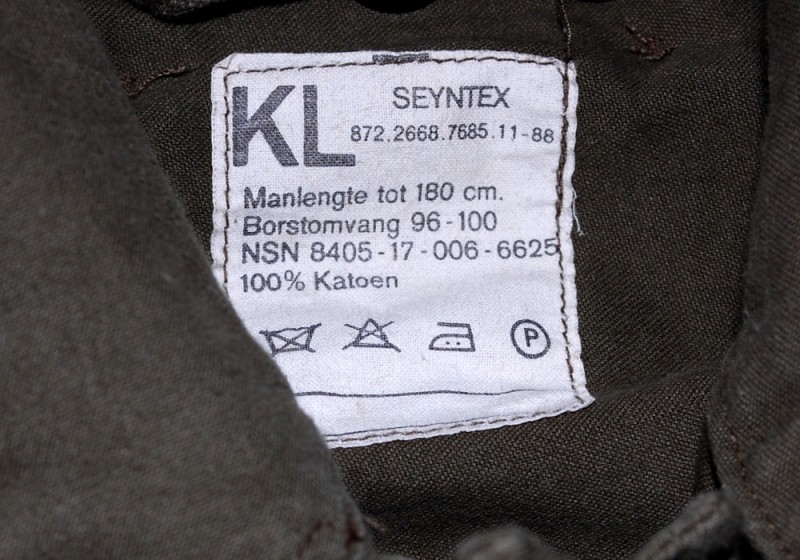 KL
SEYNTEX
872.2668.7685.11-88
Manlengte tot 180 cm.
Borstomvang 96-100
NSN 8405-17-006-6625
100% Katoen
P